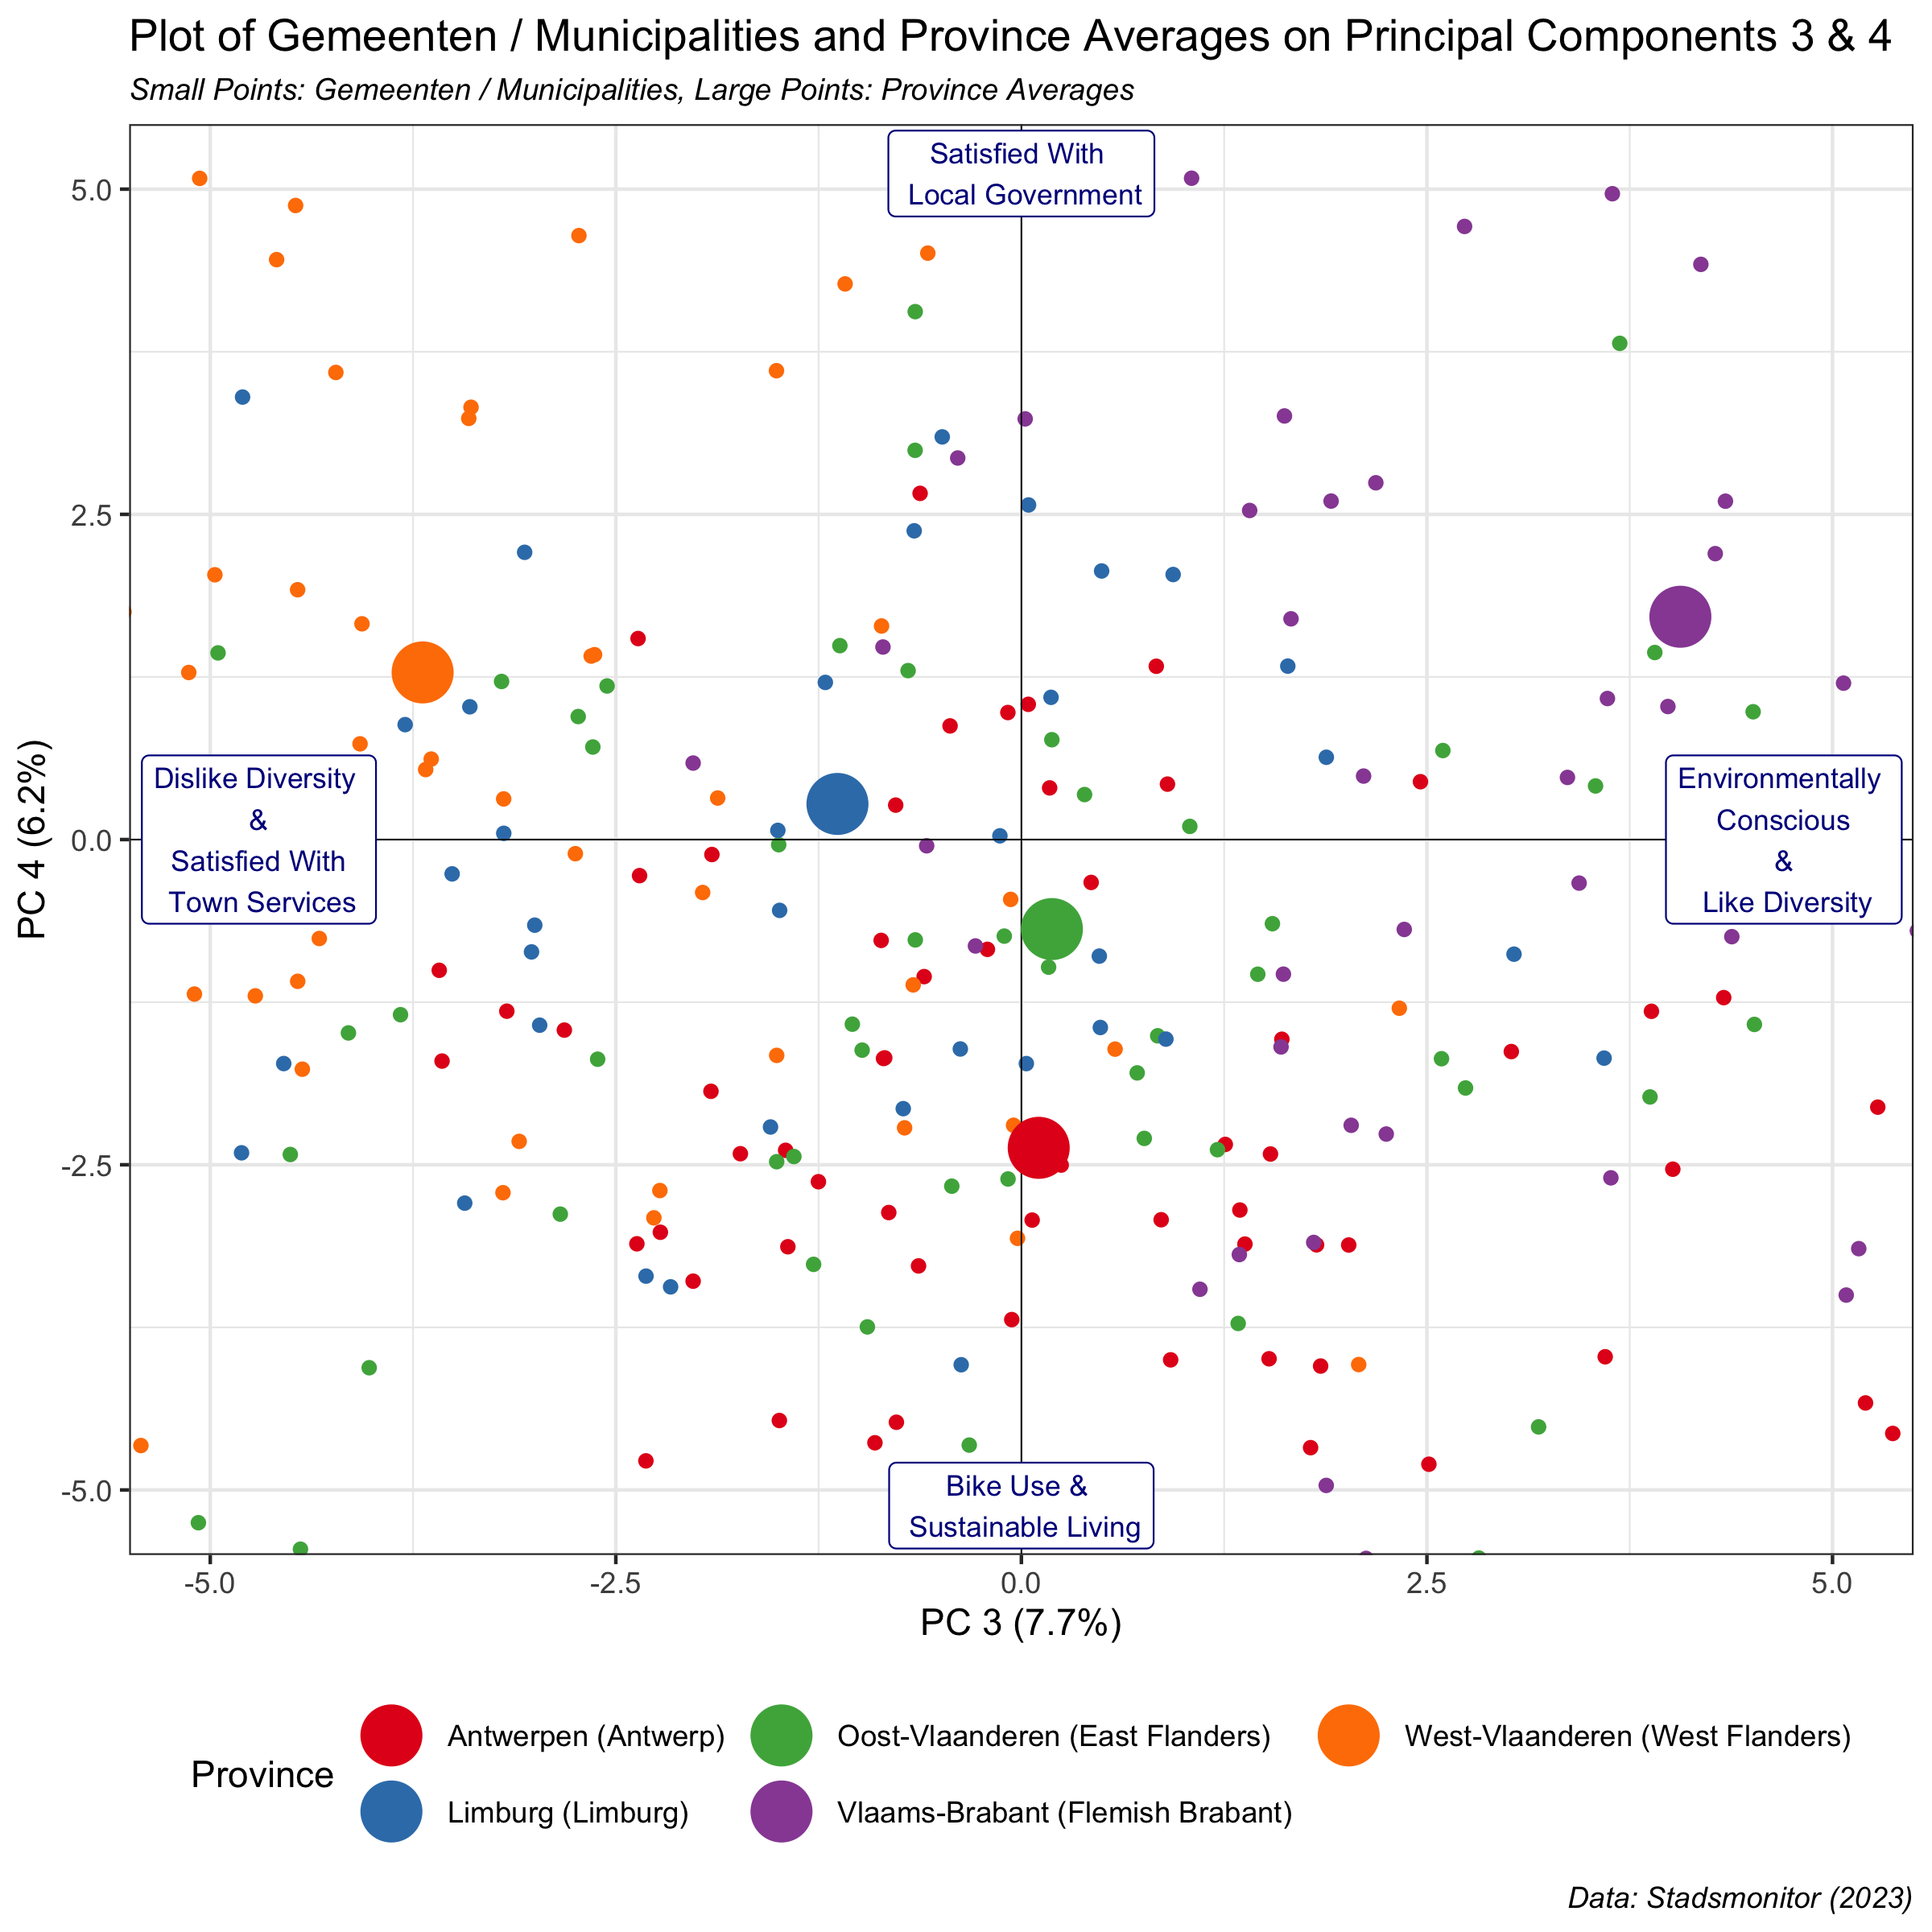 Plot of Gemeenten / Municipalities and Province Averages on Principal Components 3 & 4
Small Points: Gemeenten / Municipalities, Large Points: Province Averages
Satisfied With
Local Government
5.0
2.5
0.0
-2.5
-5.0
PC 4 (6.2%)
Dislike Diversity
&
Satisfied With
Town Services
Environmentally
Conscious
&
Like Diversity
Bike Use &
Sustainable Living
-5.0
-2.5
0.0
2.5
5.0
PC 3 (7.7%)
Province
Antwerpen (Antwerp)
Oost-Vlaanderen (East Flanders)
West-Vlaanderen (West Flanders)
Limburg (Limburg)
Vlaams-Brabant (Flemish Brabant)
Data: Stadsmonitor (2023)